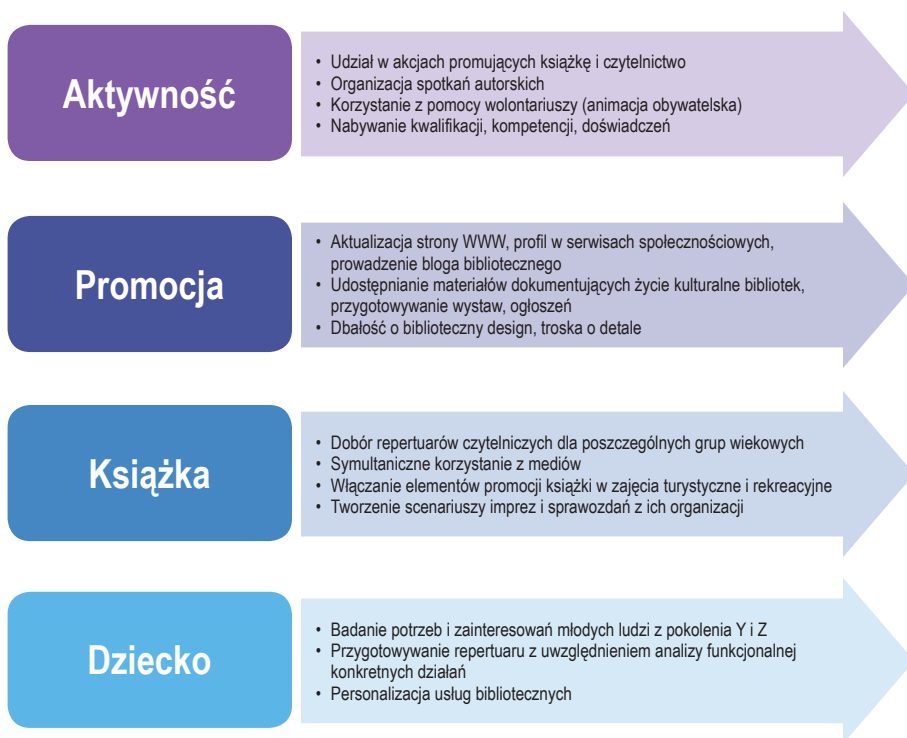 Aktywność
• Udział w akcjach promujących książkę i czytelnictwo
• Organizacja spotkań autorskich
• Korzystanie z pomocy wolontariuszy (animacja obywatelska)
• Nabywanie kwalifikacji, kompetencji, doświadczeń
Promocja
• Aktualizacja strony WWW, profil w serwisach społecznościowych,
prowadzenie bloga bibliotecznego
• Udostępnianie materiałów dokumentujących życie kulturalne bibliotek,
przygotowywanie wystaw, ogłoszeń
• Dbałość o biblioteczny design, troska o detale
Książka
• Dobór repertuarów czytelniczych dla poszczególnych grup wiekowych
• Symultaniczne korzystanie z mediów
• Włączanie elementów promocji książki w zajęcia turystyczne i rekreacyjne
• Tworzenie scenariuszy imprez i sprawozdań z ich organizacji
Dziecko
• Badanie potrzeb i zainteresowań młodych ludzi z pokolenia Y i Z
• Przygotowywanie repertuaru z uwzględnieniem analizy funkcjonalnej
konkretnych działań
• Personalizacja usług bibliotecznych